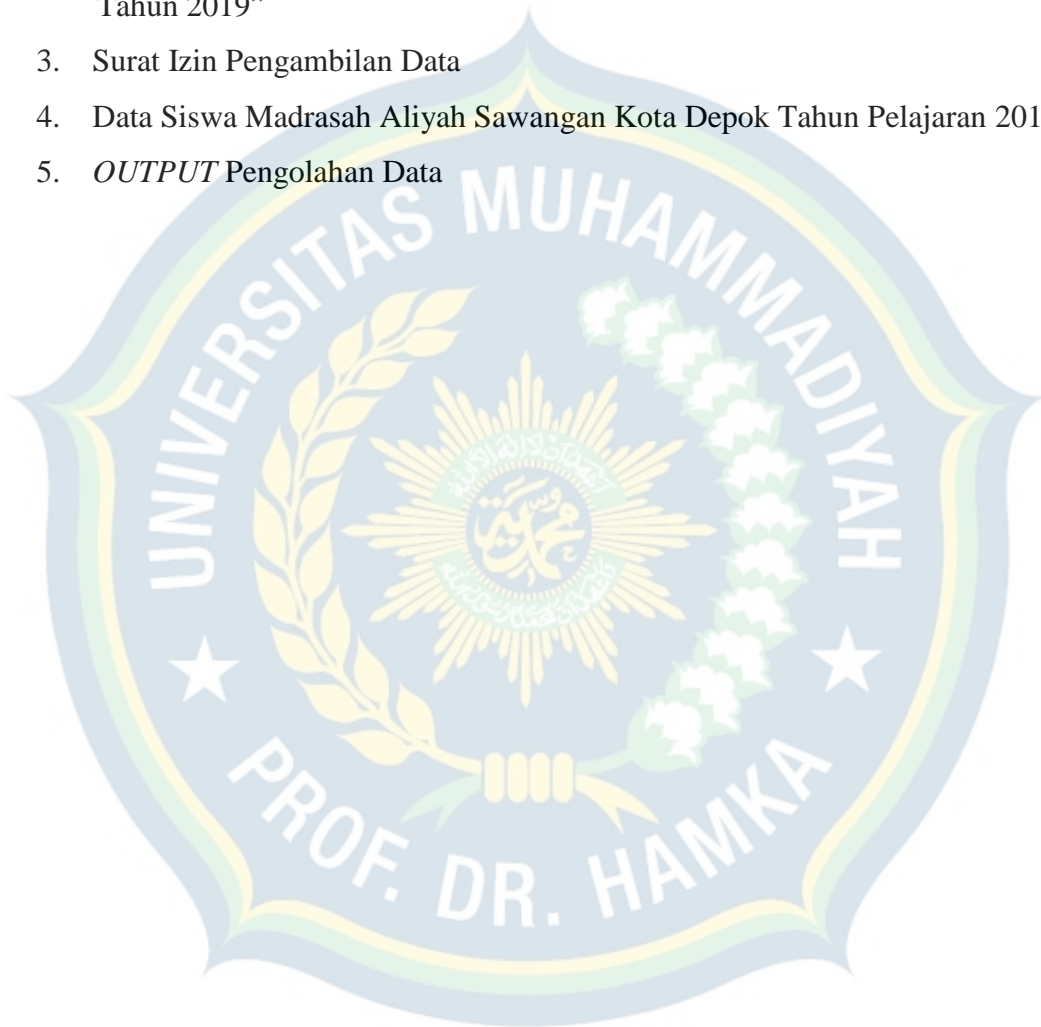 Tahun 2019”
3. Surat Izin Pengambilan Data
4. Data Siswa Madrasah Aliyah Sawangan Kota Depok Tahun Pelajaran 201
5. OUTPUT Pengolahan Data
UNIVERSITAS MUHAMMADIYAH
PROF. DR. HAMKA